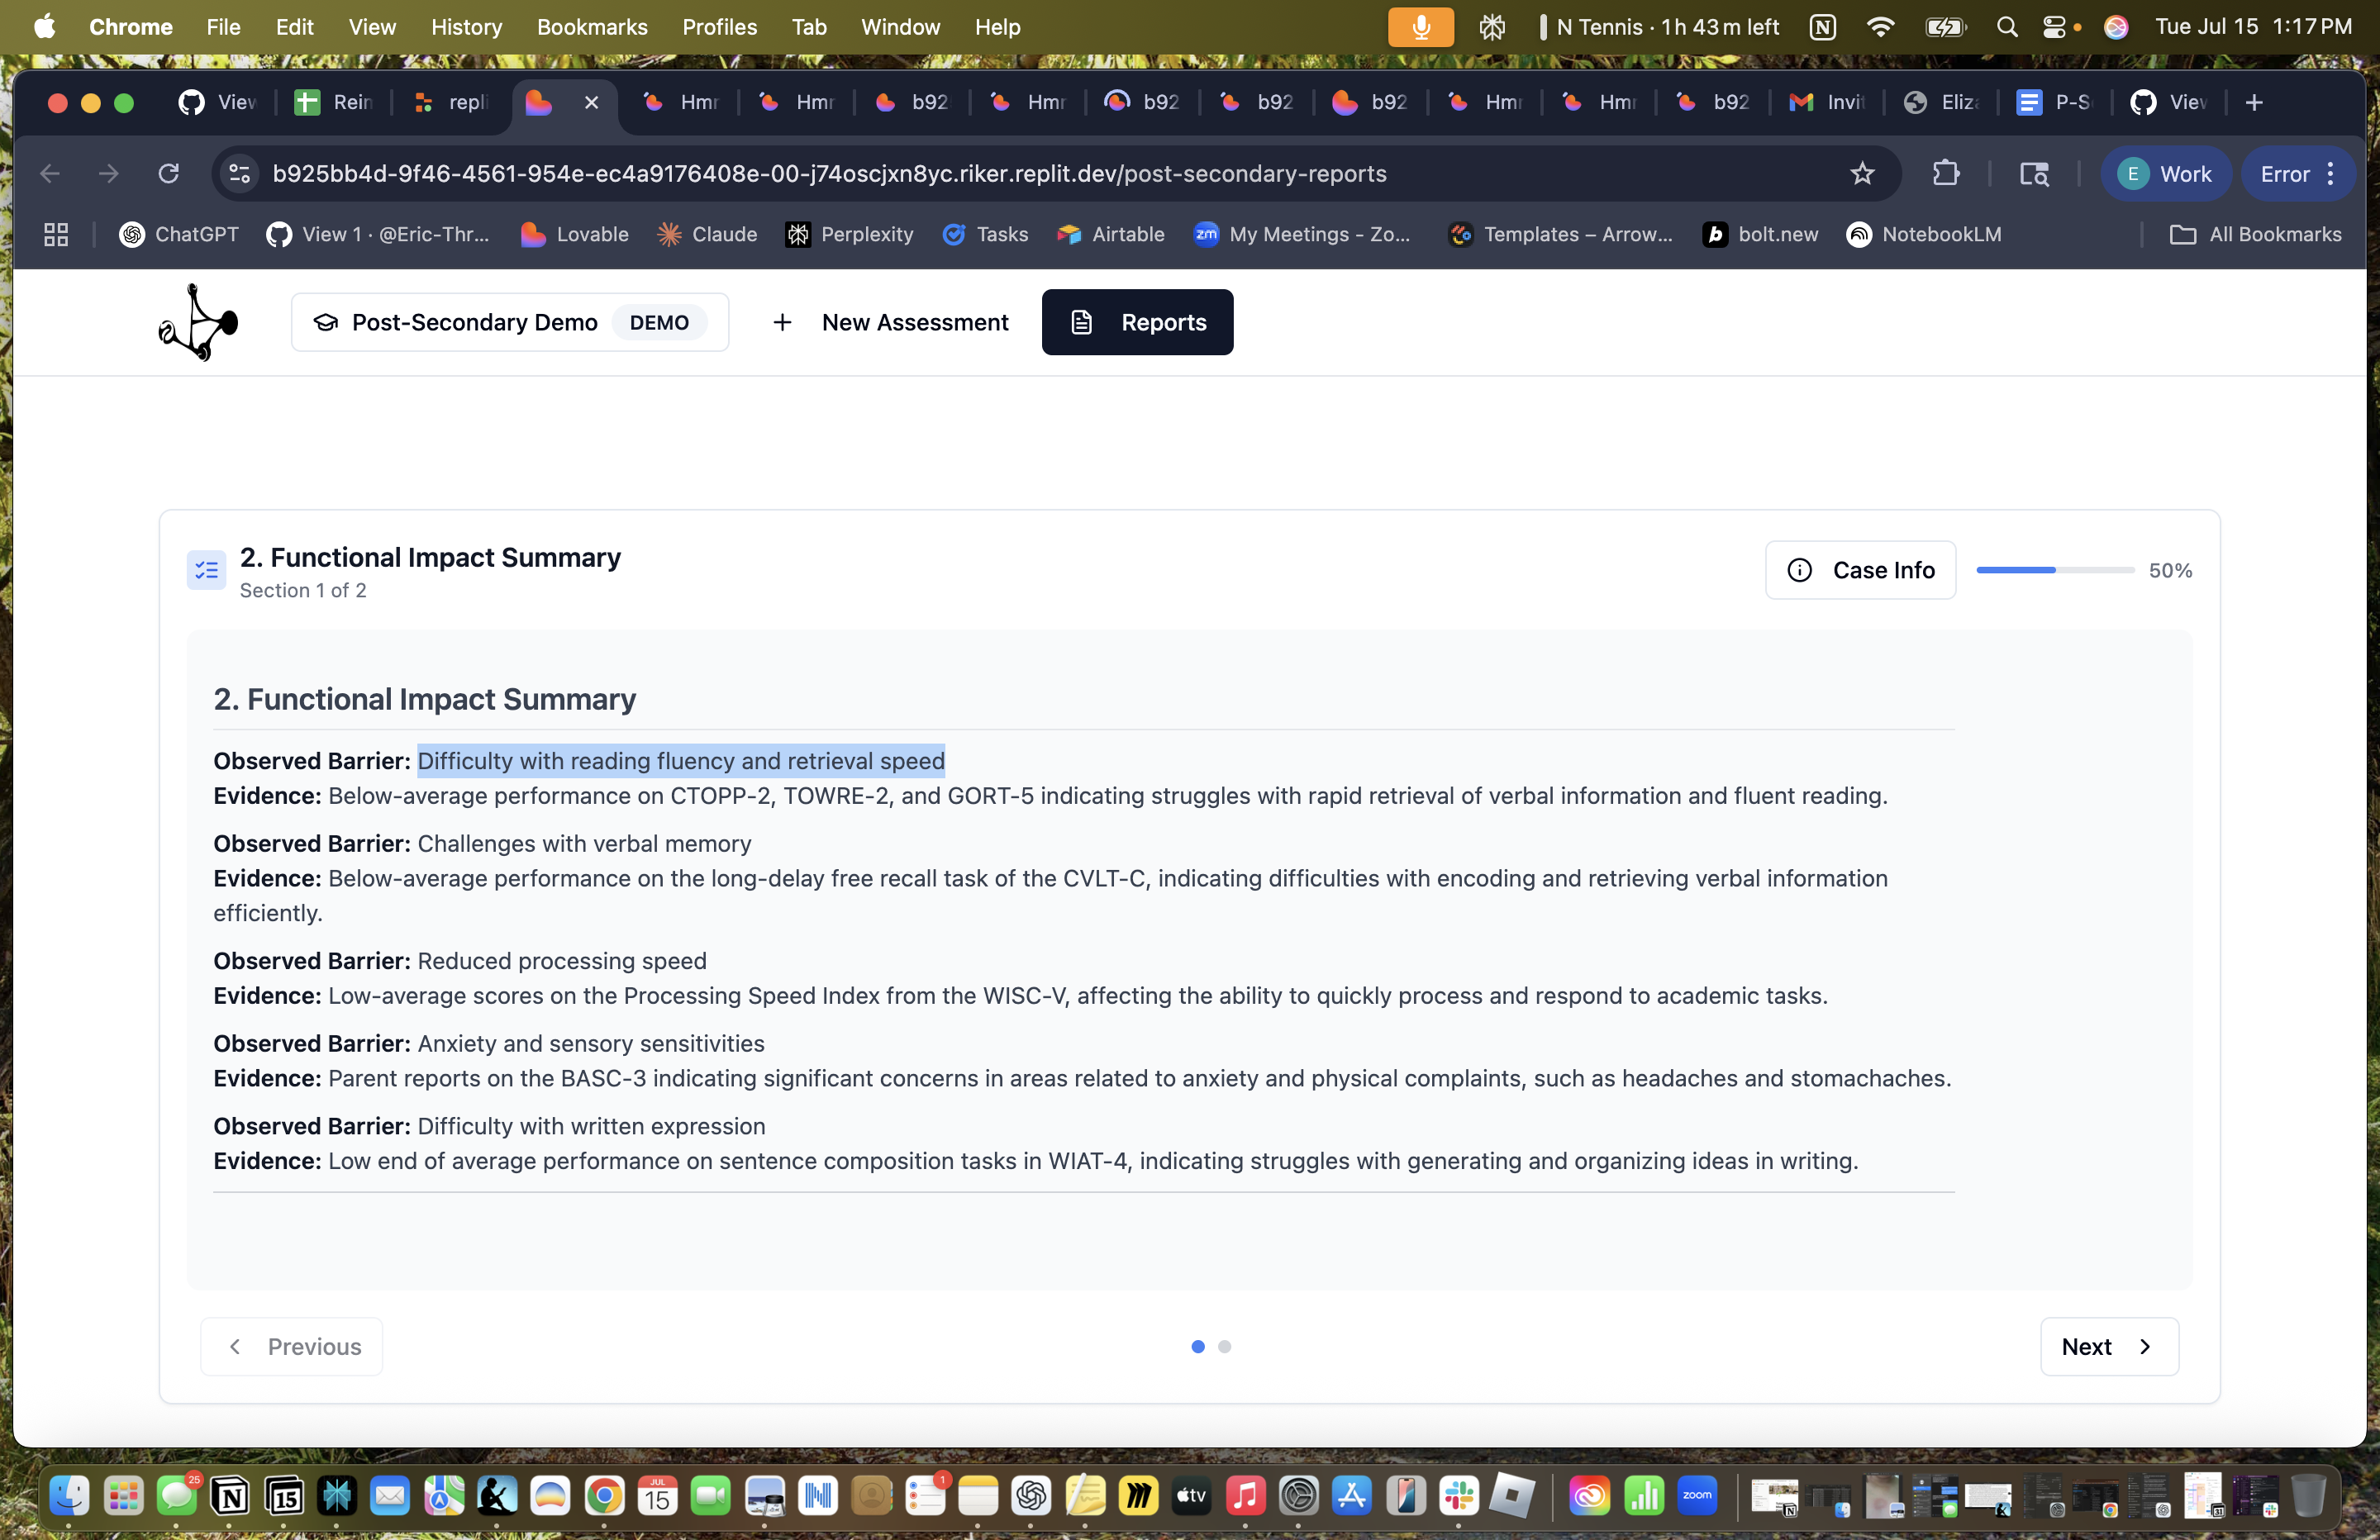 Chrome File Edit View History Bookmarks Profiles Tab Window Help N Tennis · 1h 43m left Tue Jul 15 1:17PM
View Rein repli Hmr Hmr b92 Hmr b92 b92 b92 Hmr Hmr b92 Invit Eliza P-S View
b925bb4d-9f46-4561-954e-ec4a9176408e-00-j74oscjxn8yc.riker.replit.dev/post-secondary-reports E Work Error
ChatGPT View 1 · @Eric-Thr... Lovable Claude Perplexity Tasks Airtable zm My Meetings - Zo... Templates – Arrow... b bolt.new NotebookLM All Bookmarks
Post-Secondary Demo DEMO New Assessment Reports
2. Functional Impact Summary
Section 1 of 2
Case Info 50%
2. Functional Impact Summary
Observed Barrier: Difficulty with reading fluency and retrieval speed
Evidence: Below-average performance on CTOPP-2, TOWRE-2, and GORT-5 indicating struggles with rapid retrieval of verbal information and fluent reading.
Observed Barrier: Challenges with verbal memory
Evidence: Below-average performance on the long-delay free recall task of the CVLT-C, indicating difficulties with encoding and retrieving verbal information
efficiently.
Observed Barrier: Reduced processing speed
Evidence: Low-average scores on the Processing Speed Index from the WISC-V, affecting the ability to quickly process and respond to academic tasks.
Observed Barrier: Anxiety and sensory sensitivities
Evidence: Parent reports on the BASC-3 indicating significant concerns in areas related to anxiety and physical complaints, such as headaches and stomachaches.
Observed Barrier: Difficulty with written expression
Evidence: Low end of average performance on sentence composition tasks in WIAT-4, indicating struggles with generating and organizing ideas in writing.
Previous Next
25 15 JUL 15 1 tv zoom